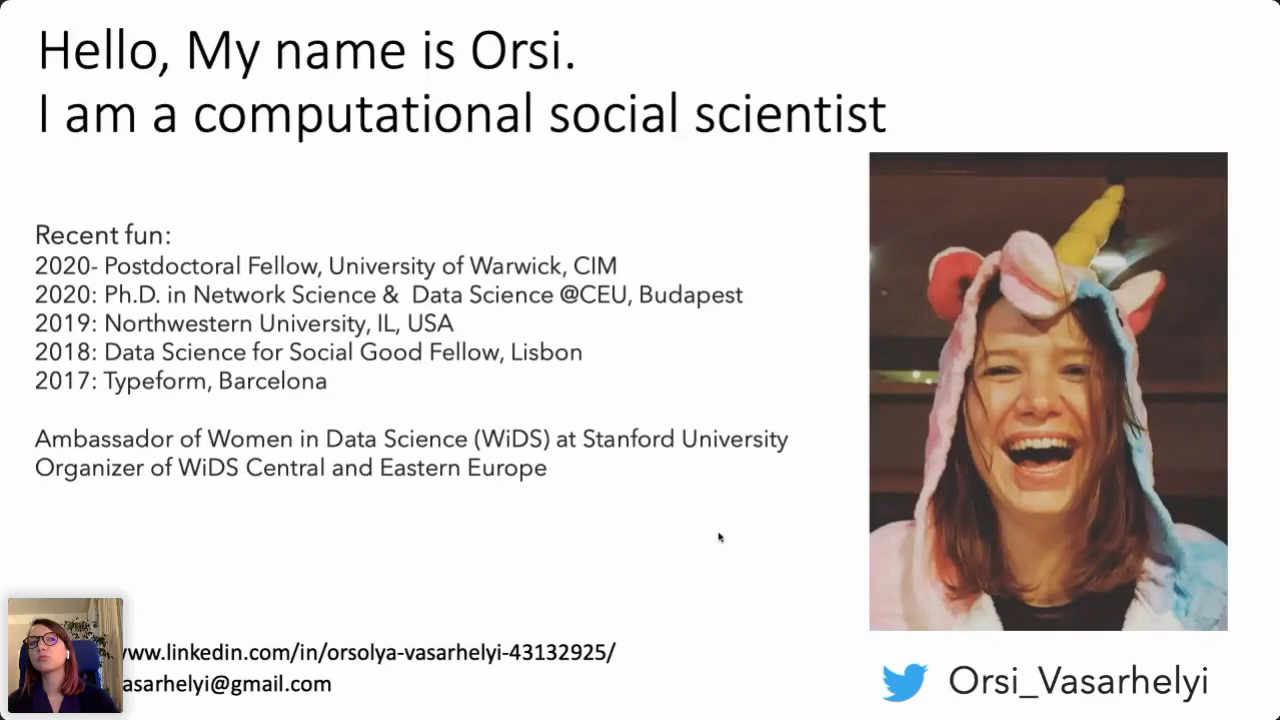 Hello, My name is Orsi.
I am a computational social scientist
Recent fun:
2020- Postdoctoral Fellow, University of Warwick, CIM
2020: Ph.D. in Network Science & Data Science @CEU, Budapest
2019: Northwestern University, IL, USA
2018: Data Science for Social Good Fellow, Lisbon
2017: Typeform, Barcelona
Ambassador of Women in Data Science (WiDS) at Stanford University
Organizer of WiDS Central and Eastern Europe
www.linkedin.com/in/orsolya-vasarhelyi-43132925/
asarhelyi@gmail.com
Orsi_Vasarhelyi